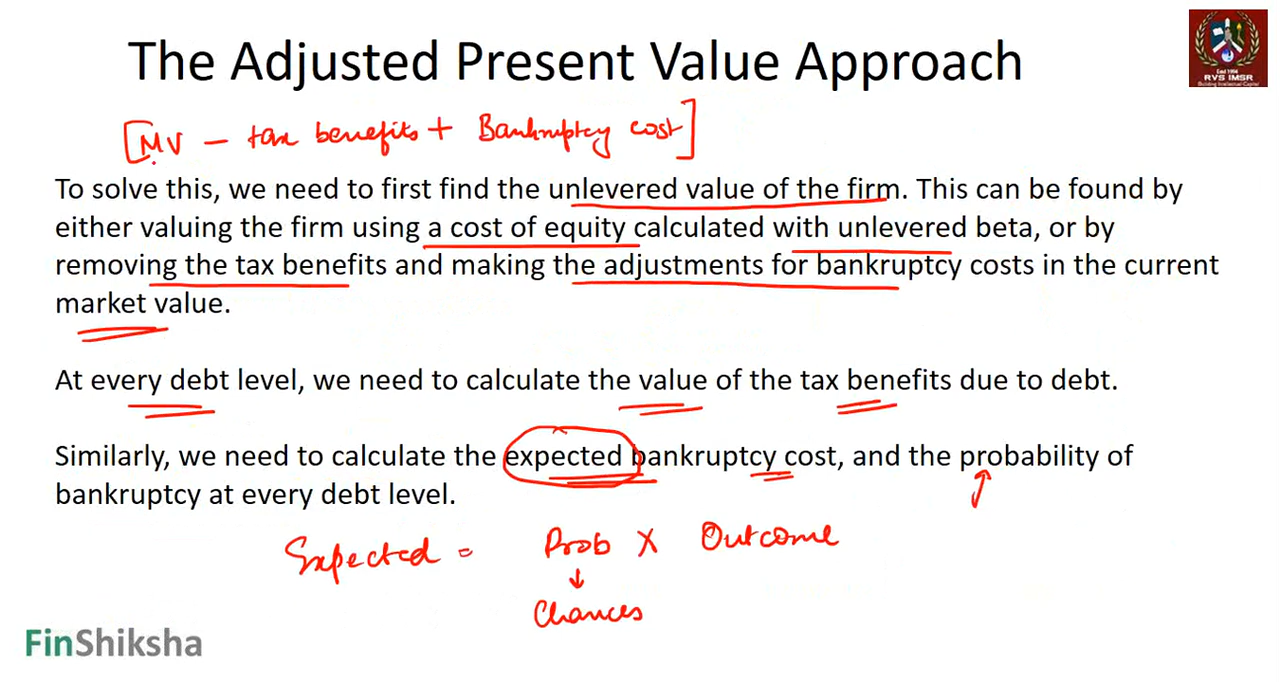 The Adjusted Present Value Approach
Estd 1996
RVS IMSR
Building Intellectual Capital
[MV - tax benefits + Bankruptcy cost]
To solve this, we need to first find the unlevered value of the firm. This can be found by
either valuing the firm using a cost of equity calculated with unlevered beta, or by
removing the tax benefits and making the adjustments for bankruptcy costs in the current
market value.
At every debt level, we need to calculate the value of the tax benefits due to debt.
Similarly, we need to calculate the expected bankruptcy cost, and the probability of
bankruptcy at every debt level.
Expected = Prob X Outcome
↓
Chances
FinShiksha